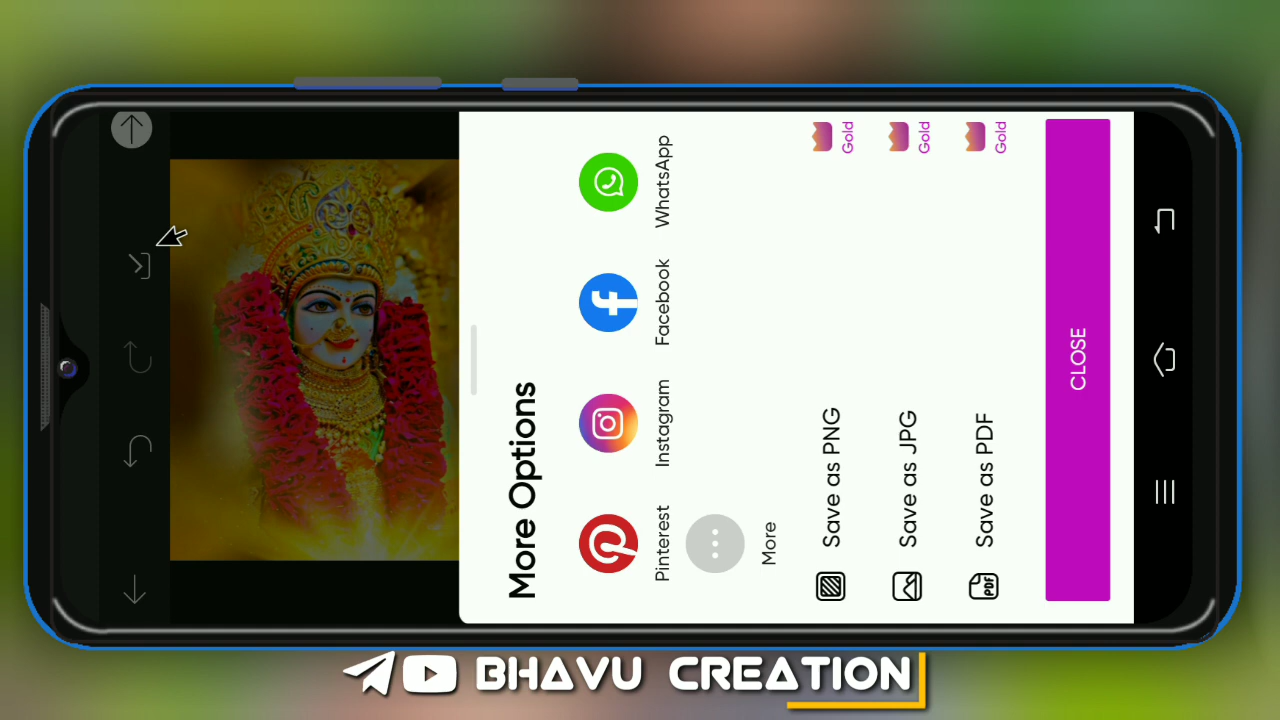 More Options
Pinterest
Instagram
Facebook
WhatsApp
More
Save as PNG
Gold
Save as JPG
Gold
PDF
Save as PDF
Gold
CLOSE
BHAVU CREATION